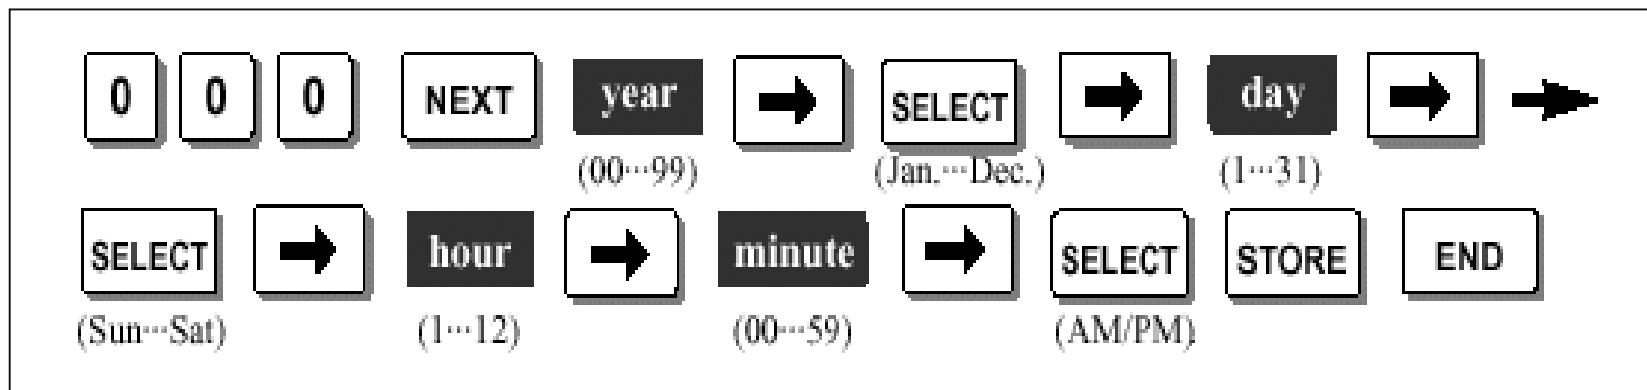 0 0 0 NEXT year SELECT day
(00···99) (Jan.···Dec.) (1···31)
SELECT hour minute SELECT STORE END
(Sun···Sat) (1···12) (00···59) (AM/PM)